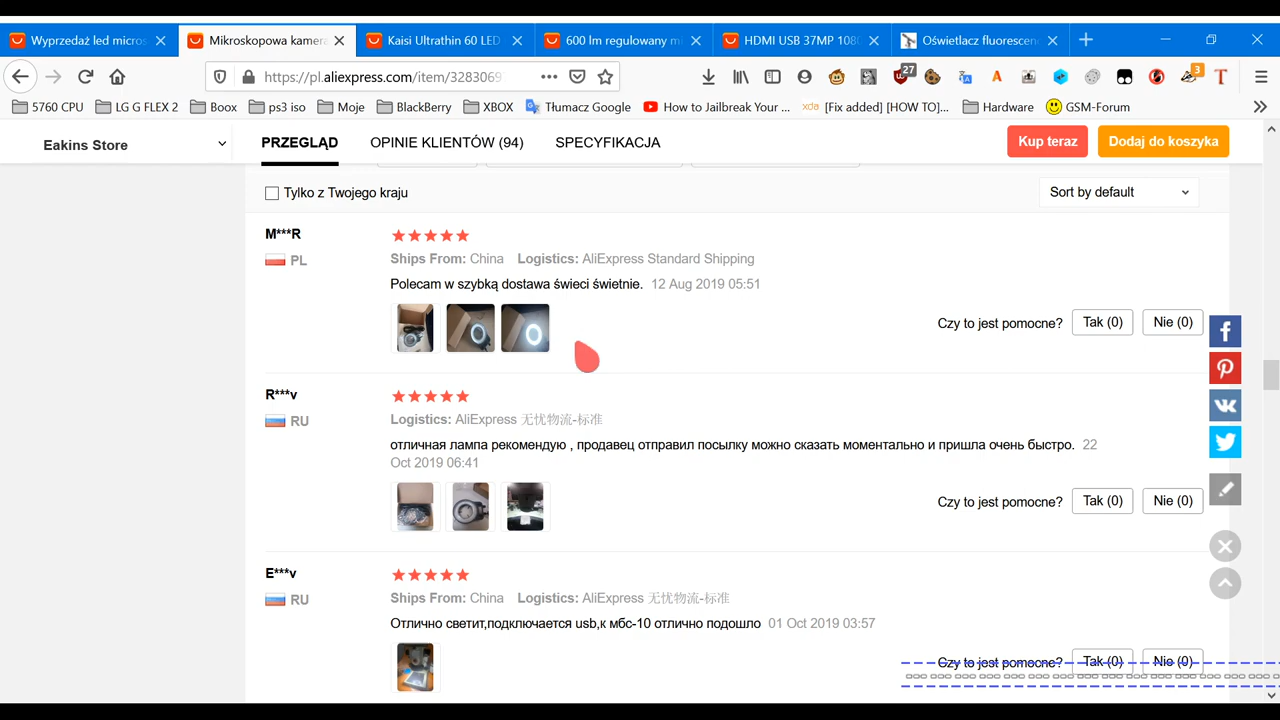 Wyprzedaż led micros
Mikroskopowa kamera
Kaisi Ultrathin 60 LED
600 lm regulowany mi
HDMI USB 37MP 108
Oświetlacz fluorescen
https://pl.aliexpress.com/item/3283069
27
3
5760 CPU
LG G FLEX 2
Boox
ps3 iso
Moje
BlackBerry
XBOX
Tłumacz Google
How to Jailbreak Your ...
xda
[Fix added] [HOW TO]...
Hardware
GSM-Forum
Eakins Store
PRZEGLĄD
OPINIE KLIENTÓW (94)
SPECYFIKACJA
Kup teraz
Dodaj do koszyka
Tylko z Twojego kraju
Sort by default
M***R
PL
Ships From: China Logistics: AliExpress Standard Shipping
Polecam w szybką dostawa świeci świetnie. 12 Aug 2019 05:51
Czy to jest pomocne? Tak (0) Nie (0)
R***v
RU
Logistics: AliExpress 无忧物流-标准
отличная лампа рекомендую , продавец отправил посылку можно сказать моментально и пришла очень быстро. 22
Oct 2019 06:41
Czy to jest pomocne? Tak (0) Nie (0)
E***v
RU
Ships From: China Logistics: AliExpress 无忧物流-标准
Отлично светит,подключается usb,к мбс-10 отлично подошло 01 Oct 2019 03:57
Czy to jest pomocne? Tak (0) Nie (0)